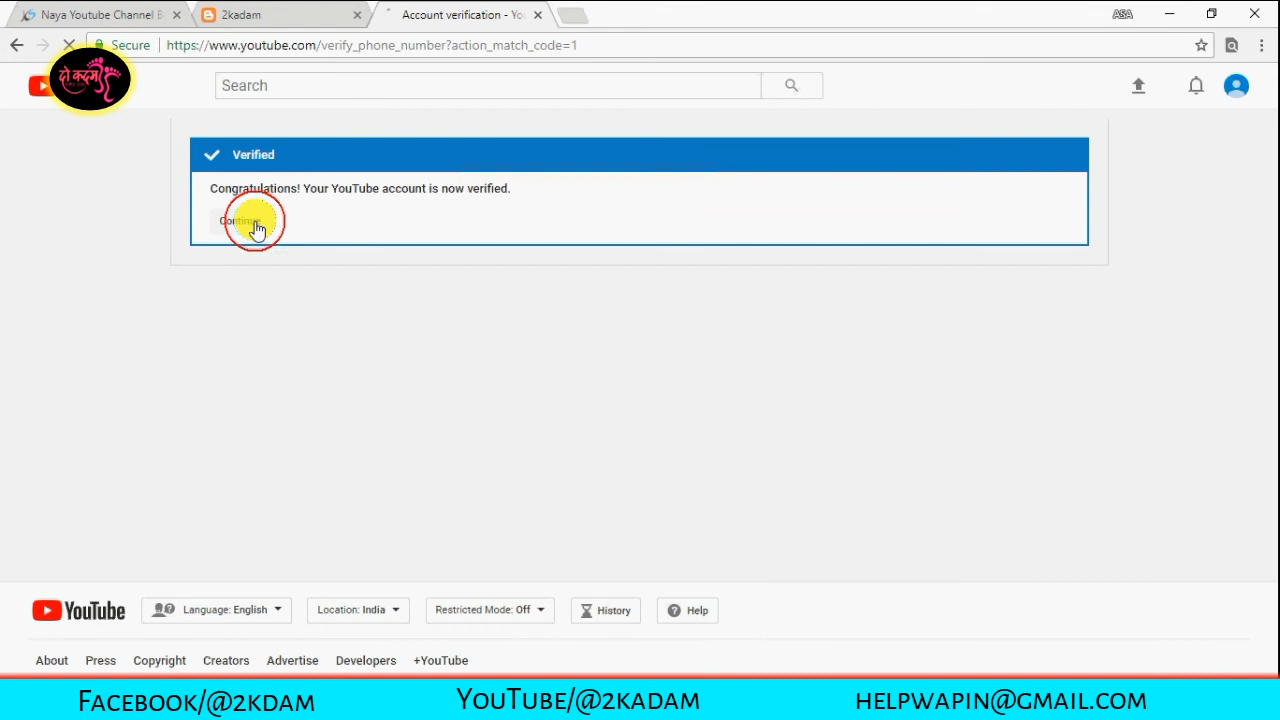 Naya Youtube Channel B
2kadam
Account verification - Yo
ASA
Secure
https://www.youtube.com/verify_phone_number?action_match_code=1
दो कदम
Search
Verified
Congratulations! Your YouTube account is now verified.
Continue
YouTube
Language: English
Location: India
Restricted Mode: Off
History
Help
About Press Copyright Creators Advertise Developers +YouTube
Facebook/@2kdam YouTube/@2kadam helpwapin@gmail.com